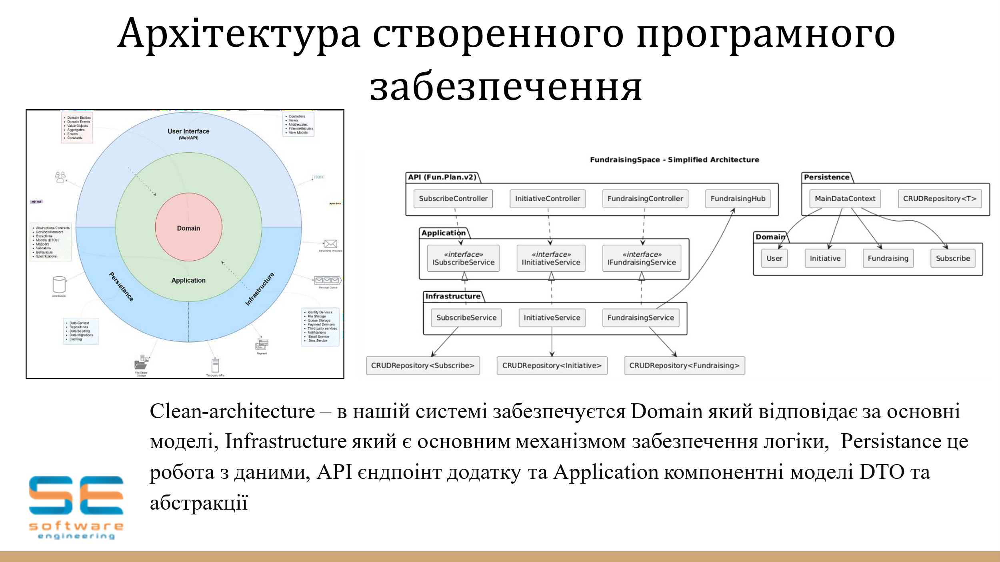 Архітектура створенного програмного
забезпечення
Domain Entities
Domain Events
Value Objects
Aggregates
Enums
Constants
Controllers
Views
Middlewares
Filters/Attributes
View Models
User Interface
(Web/API)
{JSON}
.NET Hub
Domain
Abstractions/Contracts
Services/Handlers
Exceptions
Models (DTOs)
Mappers
Validators
Behaviours
Specifications
Email/Sms Providers
Persistance
Application
Infrastructure
Database(s)
Message Queue
Data Context
Repositories
Data Seeding
Data Migrations
Caching
Identity Services
File Storage
Queue Storage
Payment Services
Third-party services
Notifications
Email Service
Sms Service
Payment
File/Object
Storage
Third-party APIs
FundraisingSpace - Simplified Architecture
API (Fun.Plan.v2)
SubscribeController
InitiativeController
FundraisingController
FundraisingHub
Persistence
MainDataContext
CRUDRepository<T>
Application
«interface»
ISubscribeService
«interface»
IInitiativeService
«interface»
IFundraisingService
Domain
User
Initiative
Fundraising
Subscribe
Infrastructure
SubscribeService
InitiativeService
FundraisingService
CRUDRepository<Subscribe>
CRUDRepository<Initiative>
CRUDRepository<Fundraising>
Clean-architecture – в нашій системі забезпечуєтся Domain який відповідає за основні
моделі, Infrastructure який є основним механізмом забезпечення логіки,  Persistance це
робота з даними, API єндпоінт додатку та Application компонентні моделі DTO та
абстракції
SE
software
engineering